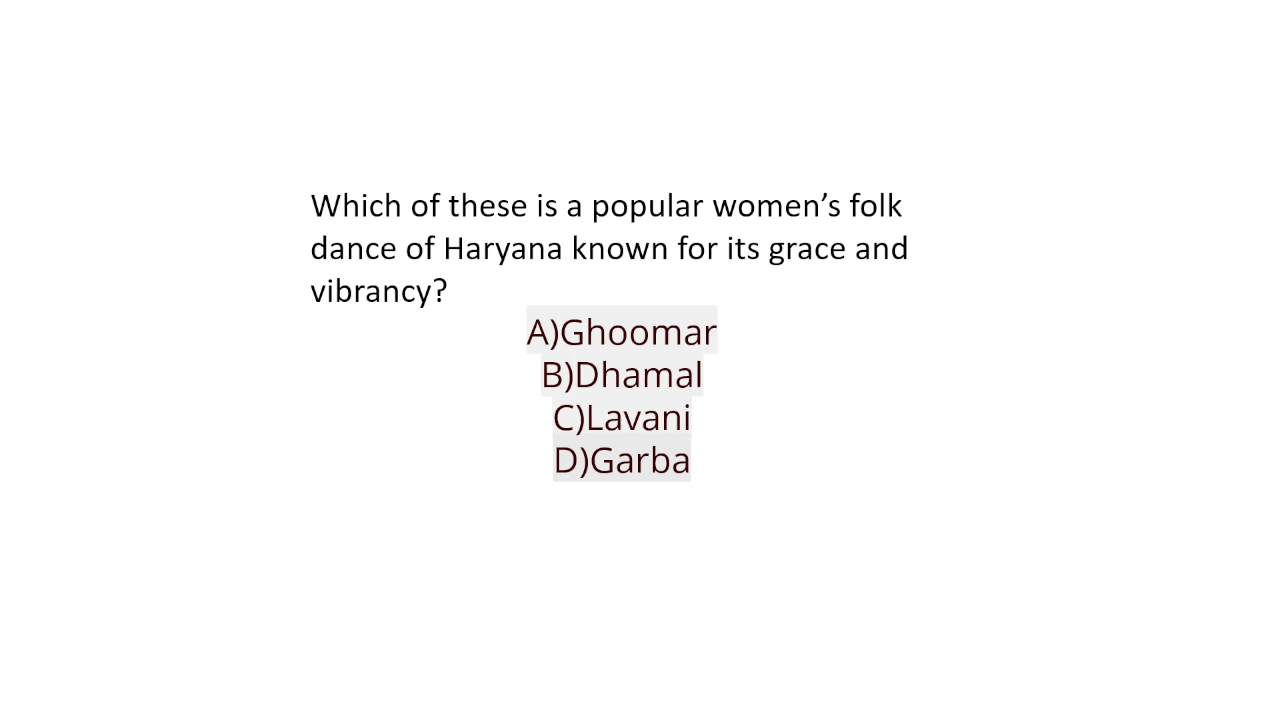 Which of these is a popular women’s folk
dance of Haryana known for its grace and
vibrancy?
A)Ghoomar
B)Dhamal
C)Lavani
D)Garba